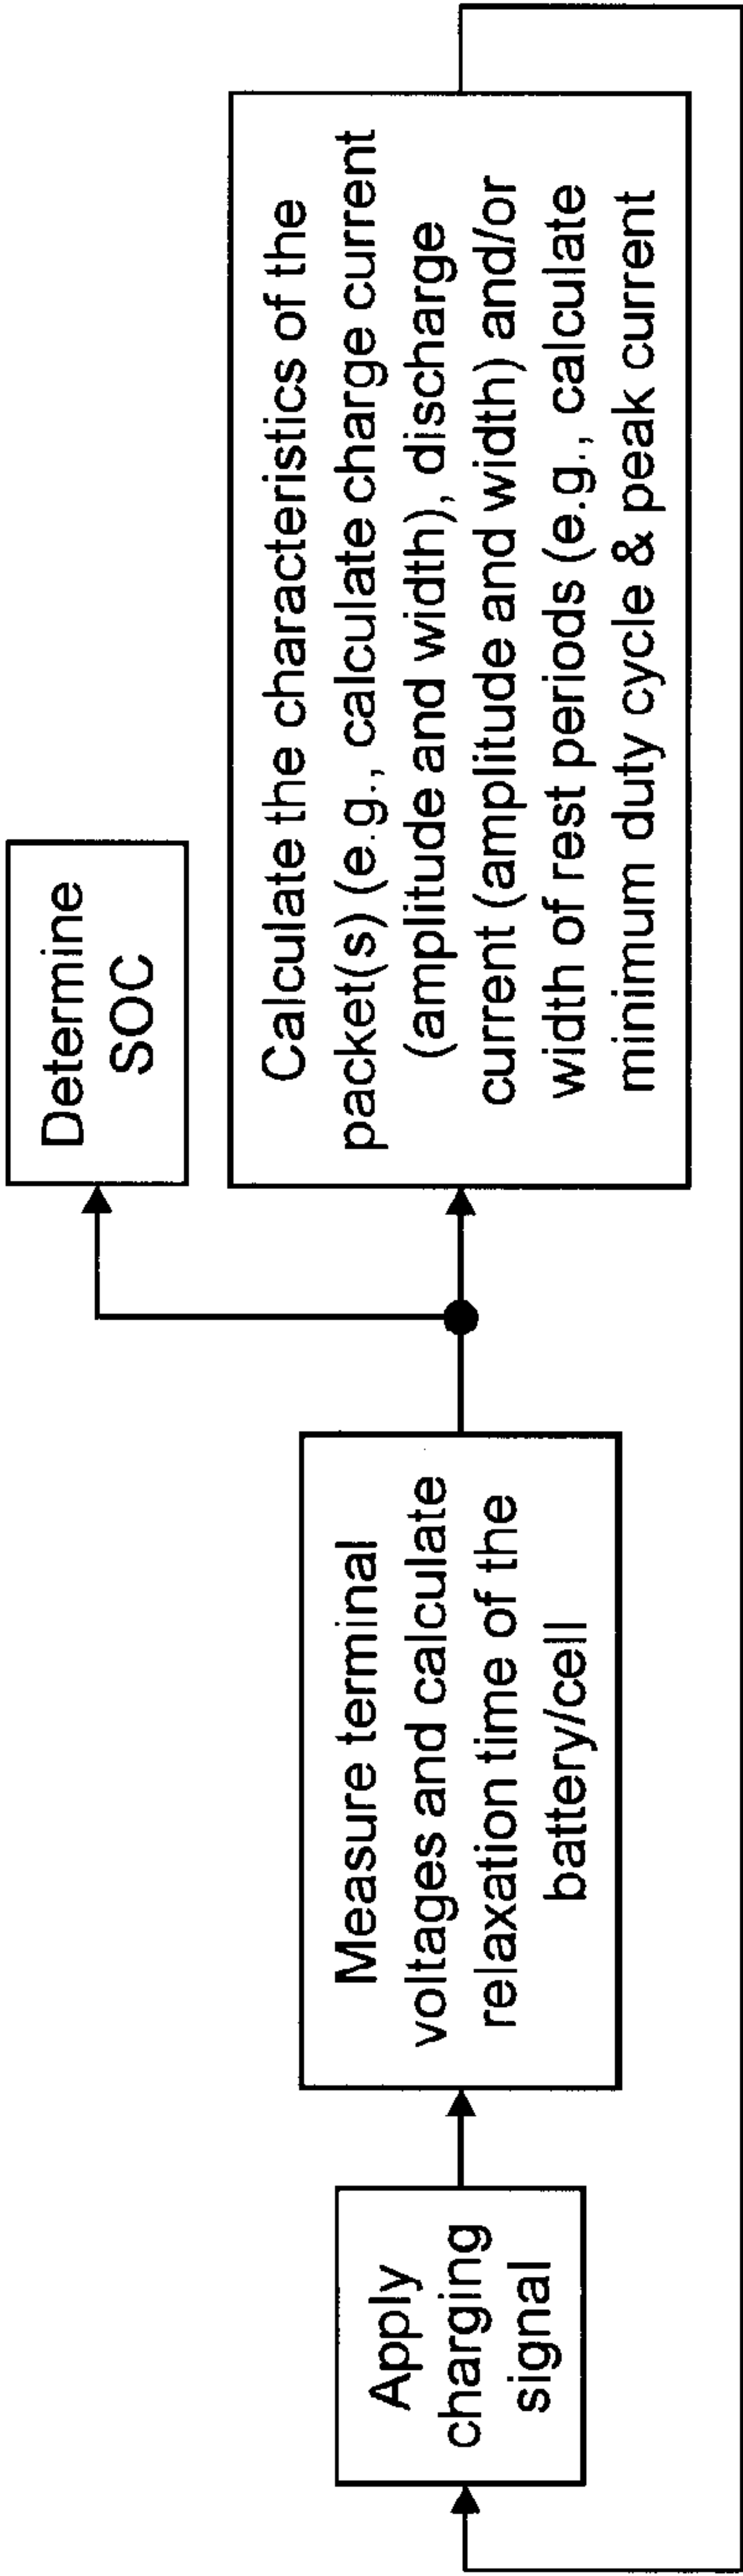 Apply
charging
signal
Measure terminal
voltages and calculate
relaxation time of the
battery/cell
Determine
SOC
Calculate the characteristics of the
packet(s) (e.g., calculate charge current
(amplitude and width), discharge
current (amplitude and width) and/or
width of rest periods (e.g., calculate
minimum duty cycle & peak current